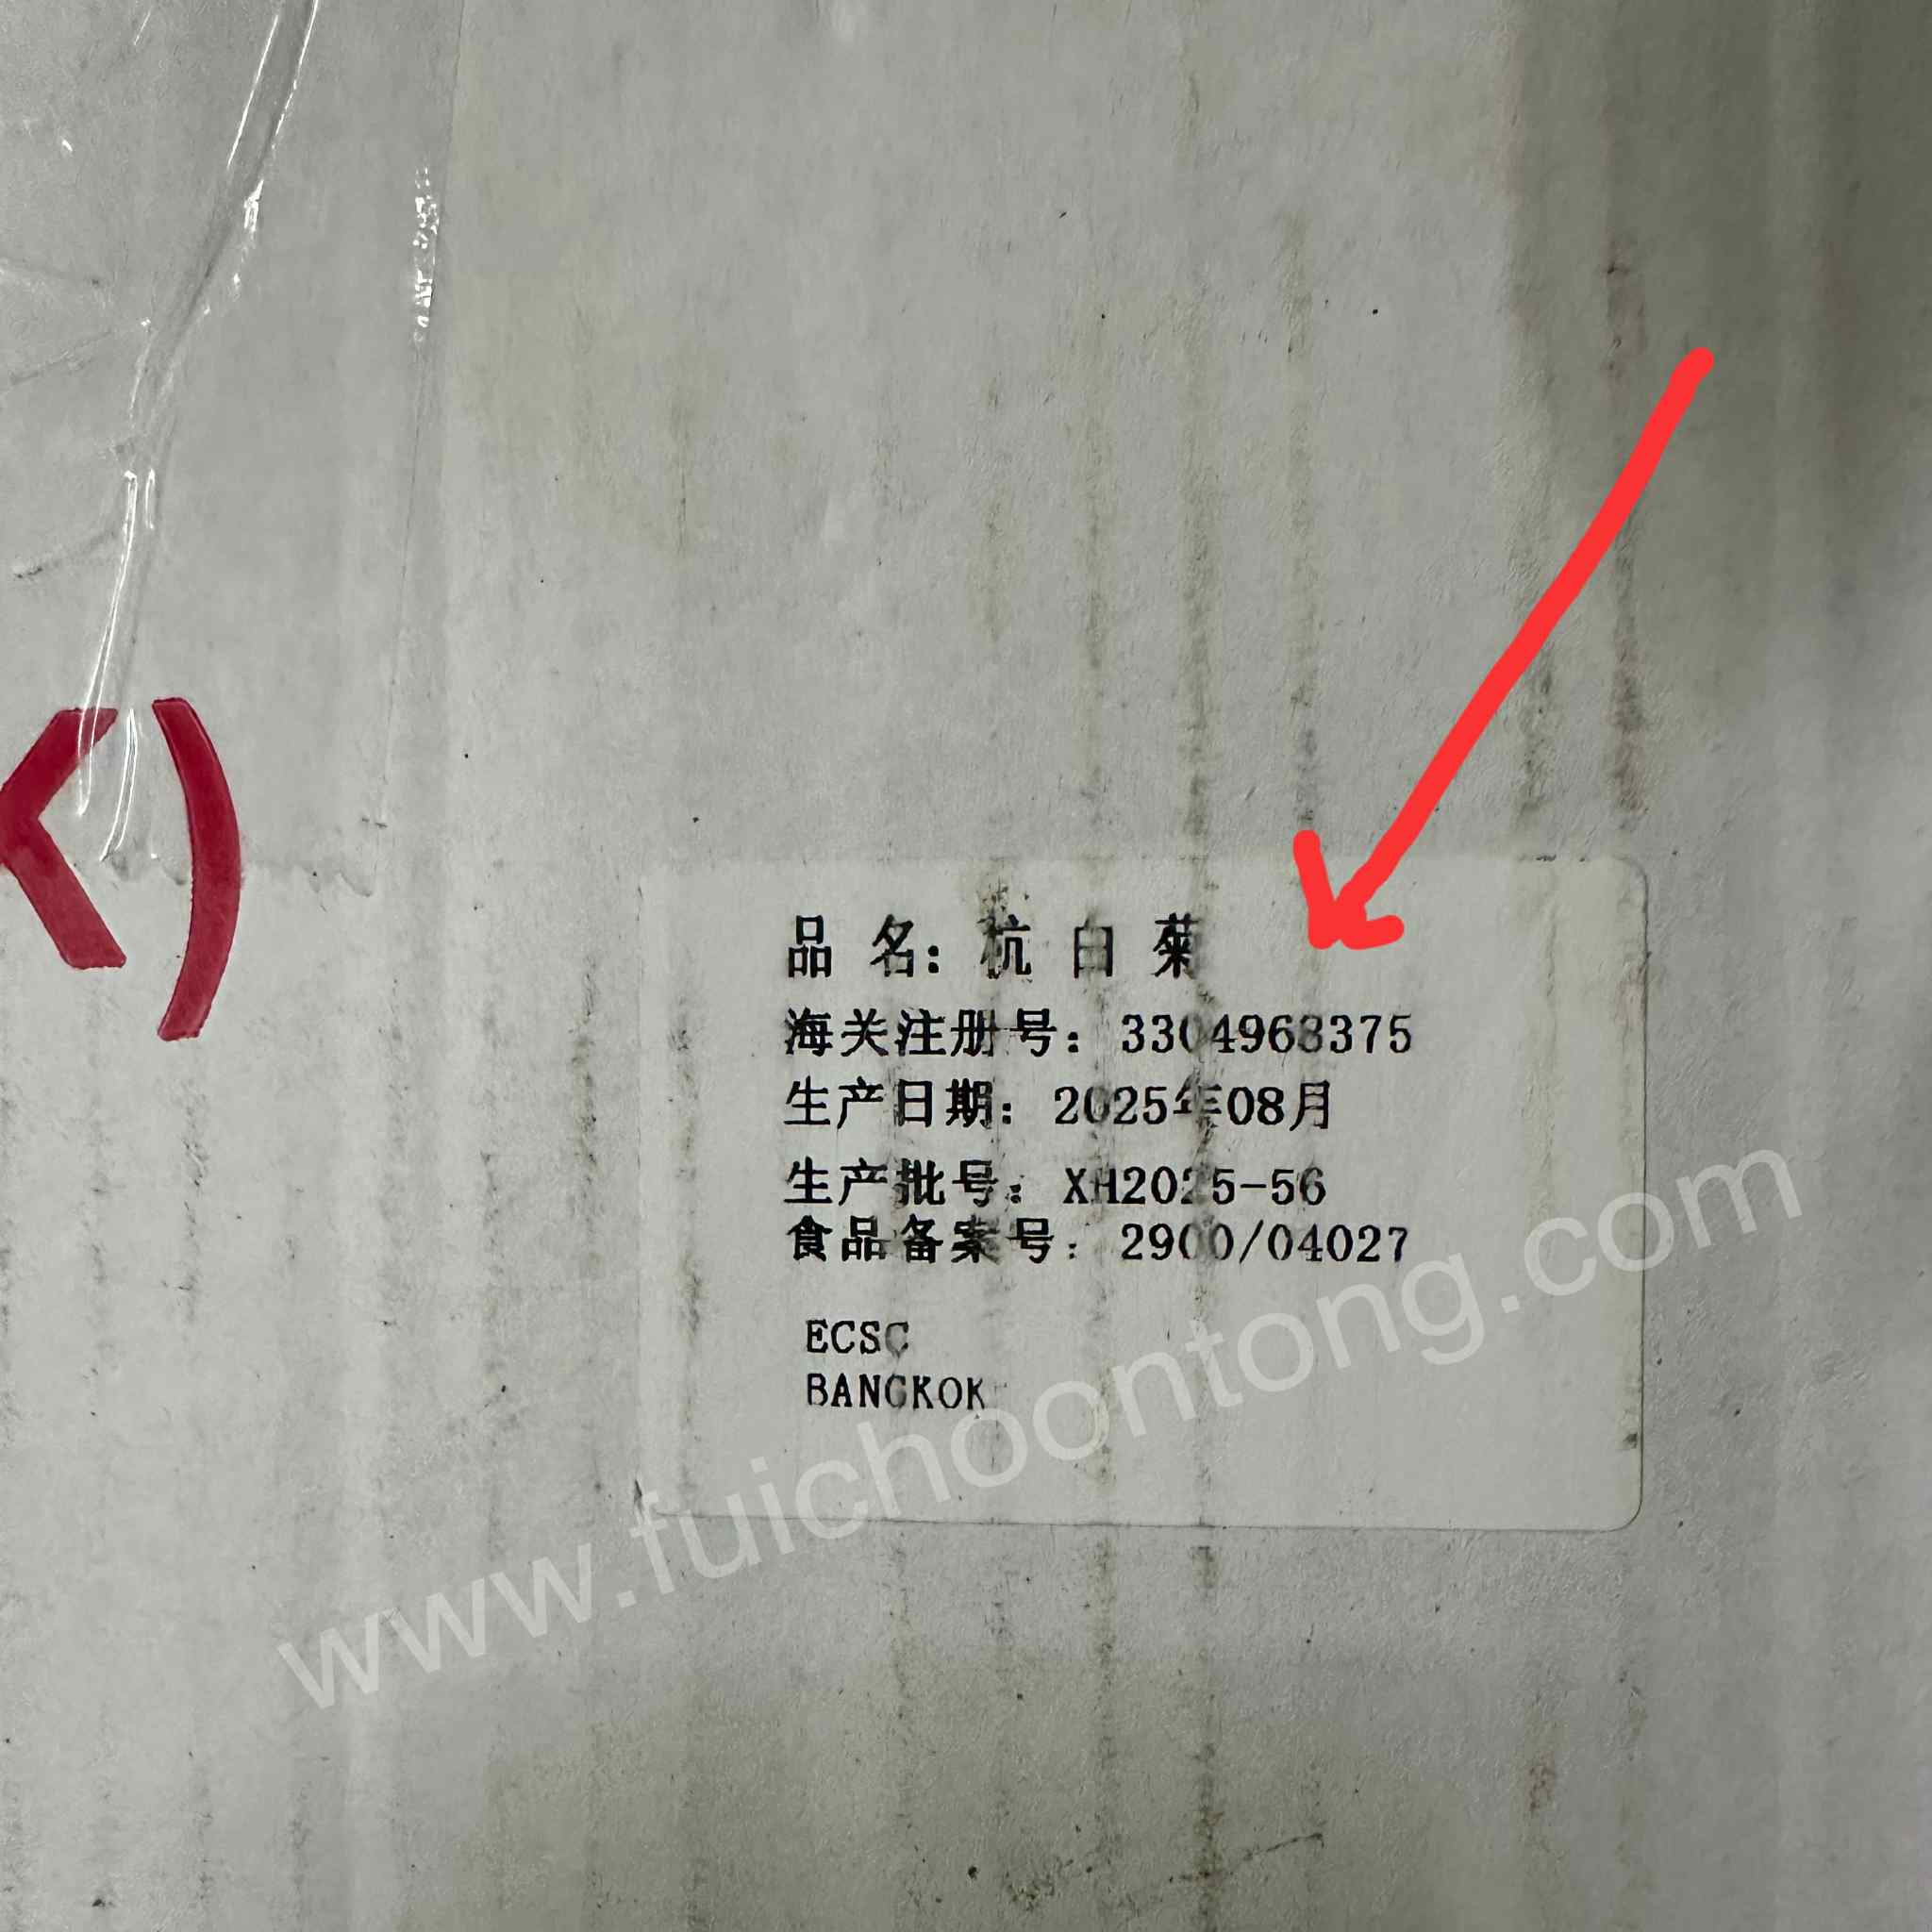 K)
品 名: 杭 白 菊
海关注册号: 3304963375
生产日期: 2025年08月
生产批号: XH2025-56
食品备案号: 2900/04027
ECSC
BANGKOK
www.fuichoontong.com